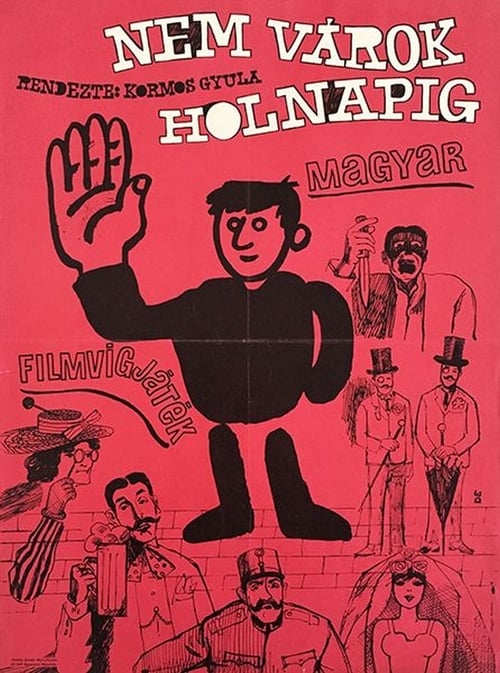 NEM VÁROK
RENDEZTE: KORMOS GYULA
HOLNAPIG
MAGYAR
FILMVÍGJÁTÉK